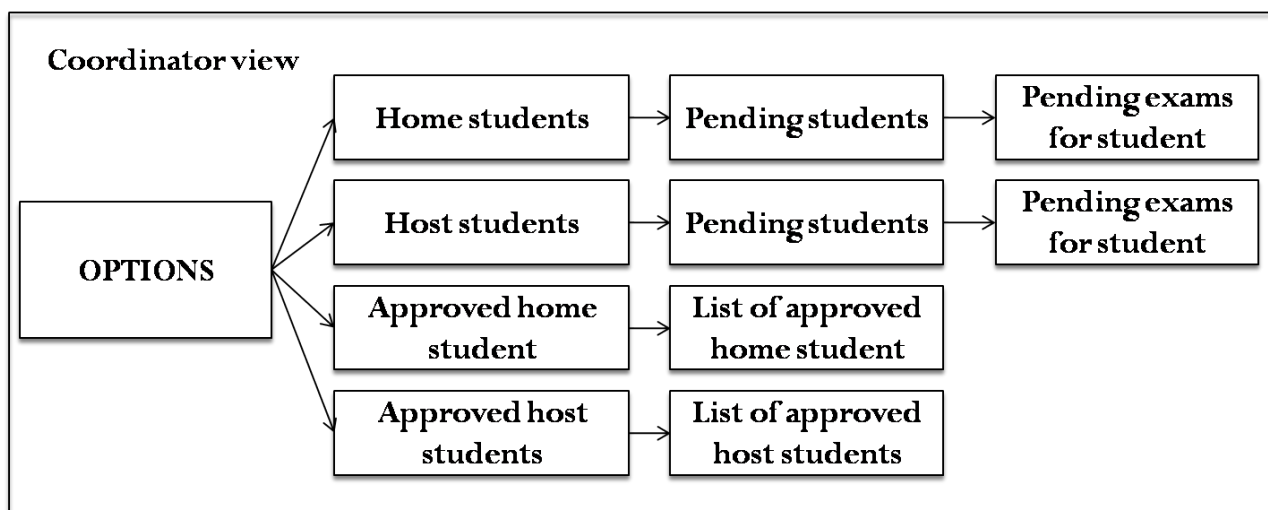 Coordinator view
Home students
Pending students
Pending exams
for student
Host students
Pending students
Pending exams
for student
OPTIONS
Approved home
student
List of approved
home student
Approved host
students
List of approved
host students